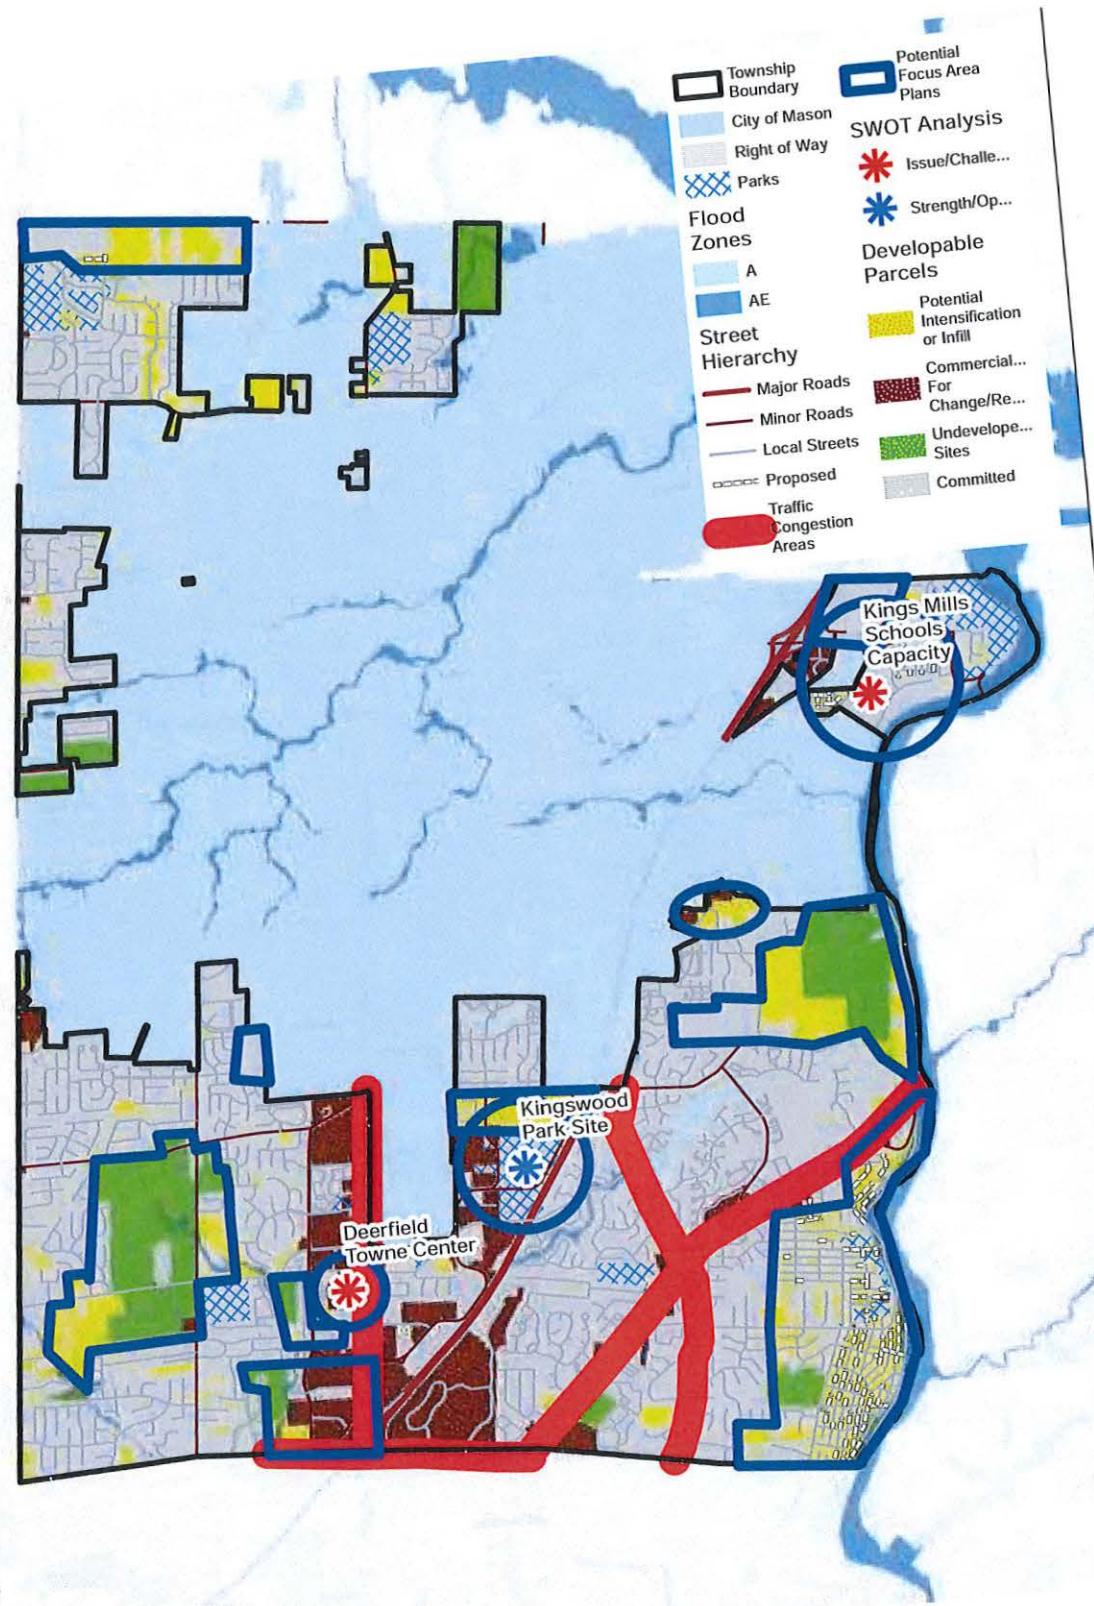 Township
Boundary
City of Mason
Right of Way
Parks
Flood
Zones
A
AE
Street
Hierarchy
Major Roads
Minor Roads
Local Streets
Proposed
Traffic
Congestion
Areas
Potential
Focus Area
Plans
SWOT Analysis
Issue/Challe...
Strength/Op...
Developable
Parcels
Potential
Intensification
or Infill
Commercial...
For
Change/Re...
Undevelope...
Sites
Committed
Kings Mills
Schools
Capacity
Kingswood
Park Site
Deerfield
Towne Center